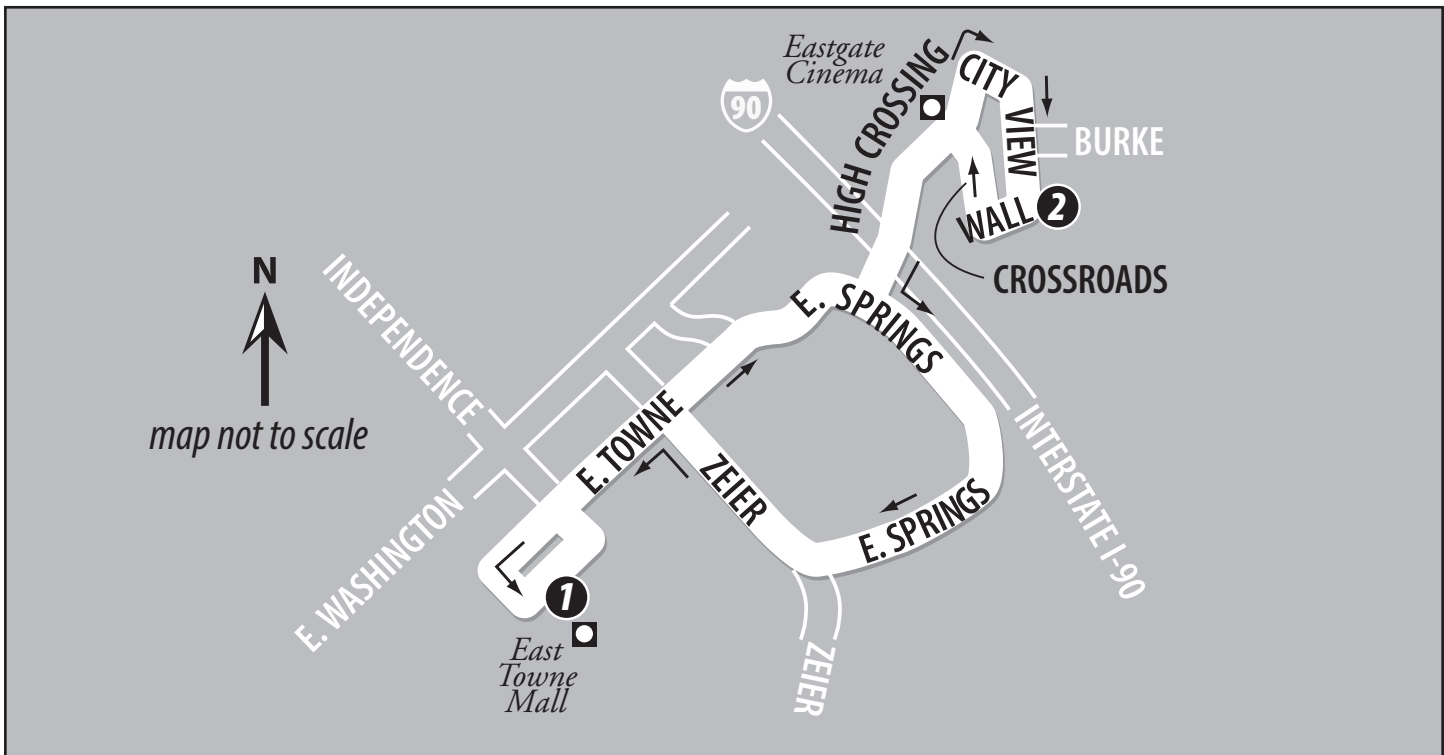 Eastgate
Cinema
HIGH CROSSING
CITY
VIEW
90
BURKE
WALL
2
CROSSROADS
N
map not to scale
INDEPENDENCE
E. SPRINGS
E. TOWNE
ZEIER
E. SPRINGS
INTERSTATE I-90
E. WASHINGTON
1
East
Towne
Mall
ZEIER